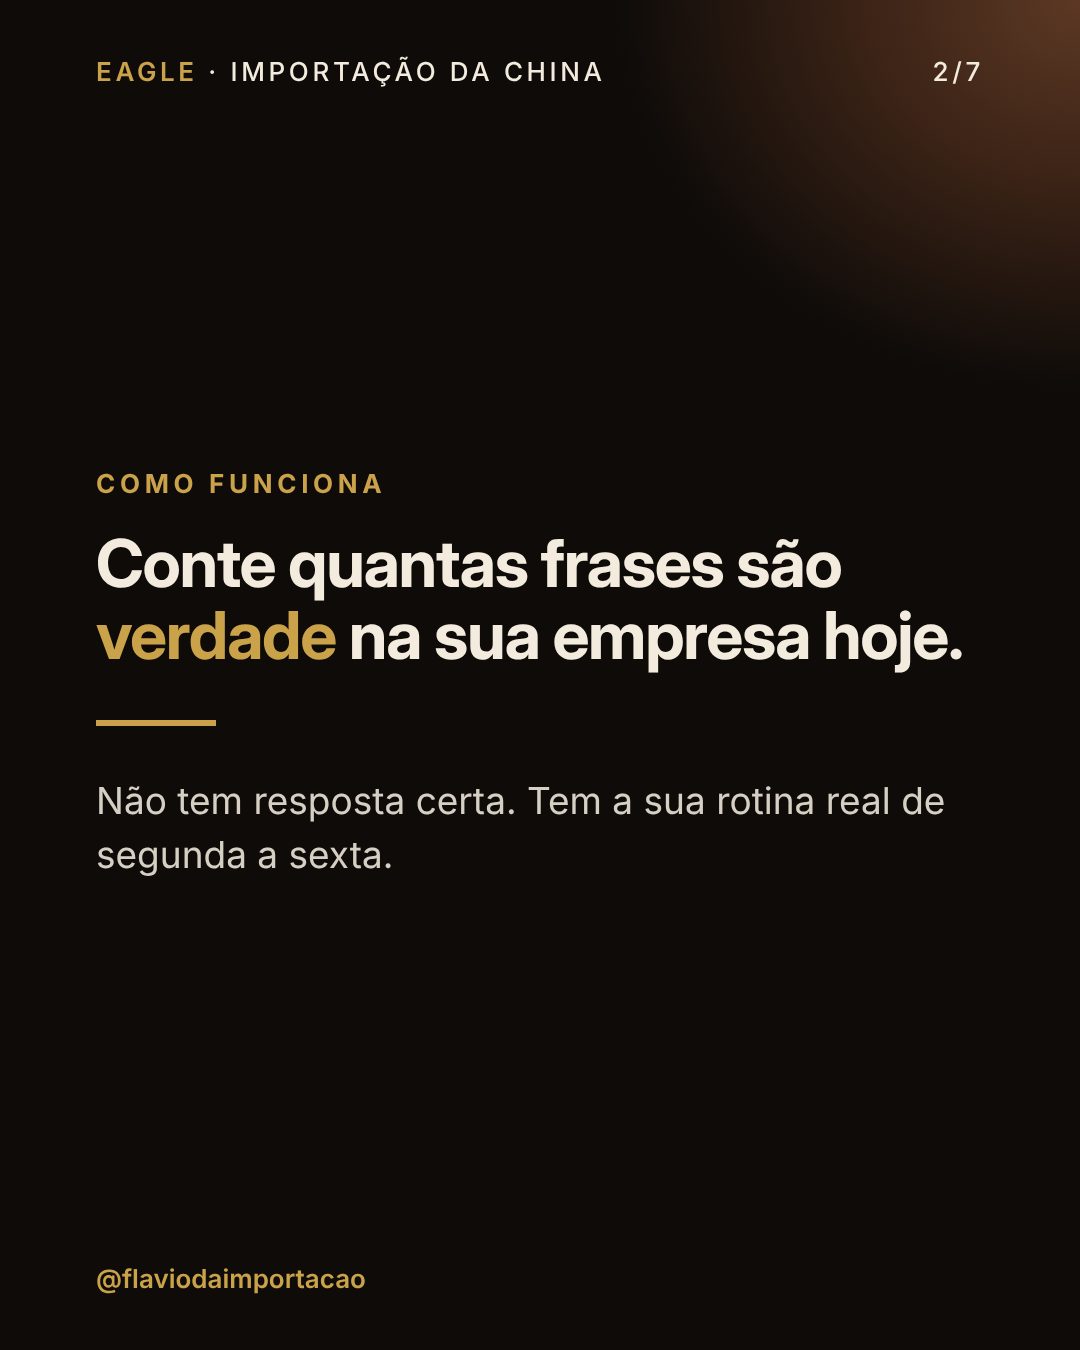 EAGLE · IMPORTAÇÃO DA CHINA
2/7
COMO FUNCIONA
Conte quantas frases são
verdade na sua empresa hoje.
Não tem resposta certa. Tem a sua rotina real de
segunda a sexta.
@flaviodaimportacao